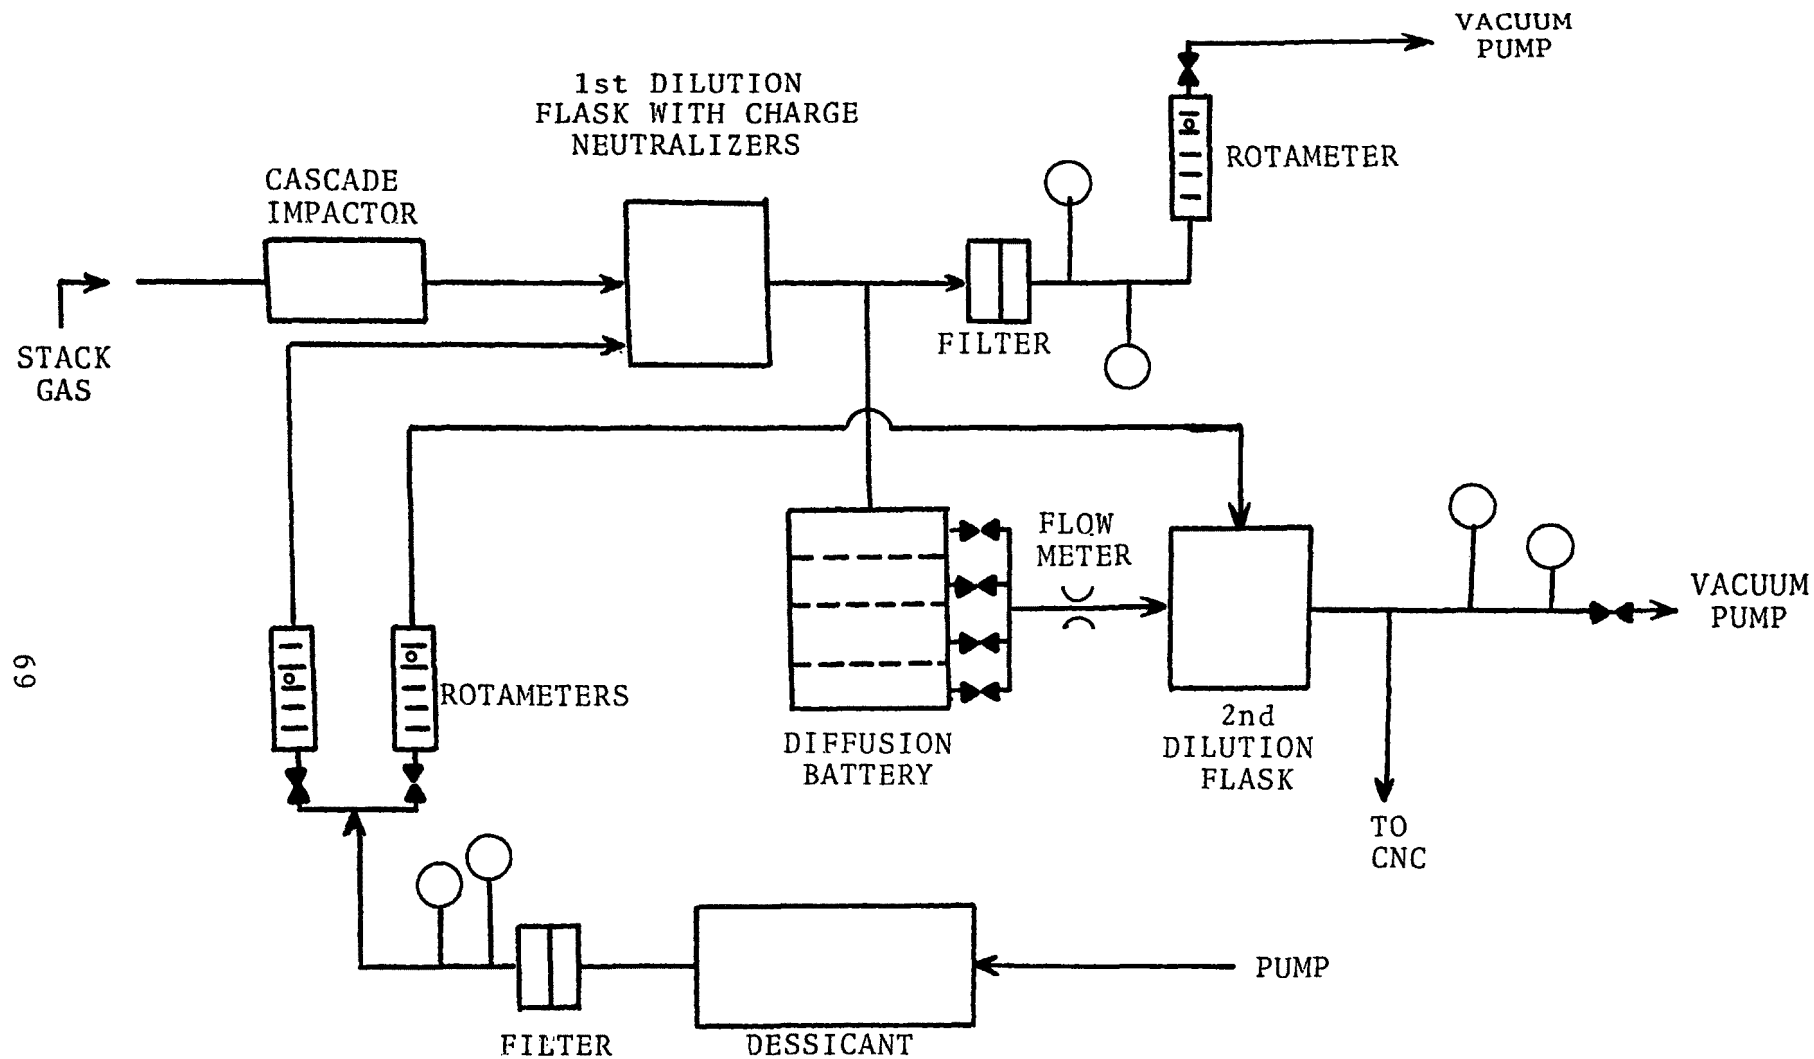 VACUUM
PUMP
1st DILUTION
FLASK WITH CHARGE
NEUTRALIZERS
ROTAMETER
CASCADE
IMPACTOR
STACK
GAS
FILTER
FLOW
METER
VACUUM
PUMP
69
ROTAMETERS
DIFFUSION
BATTERY
2nd
DILUTION
FLASK
TO
CNC
PUMP
FILTER
DESSICANT